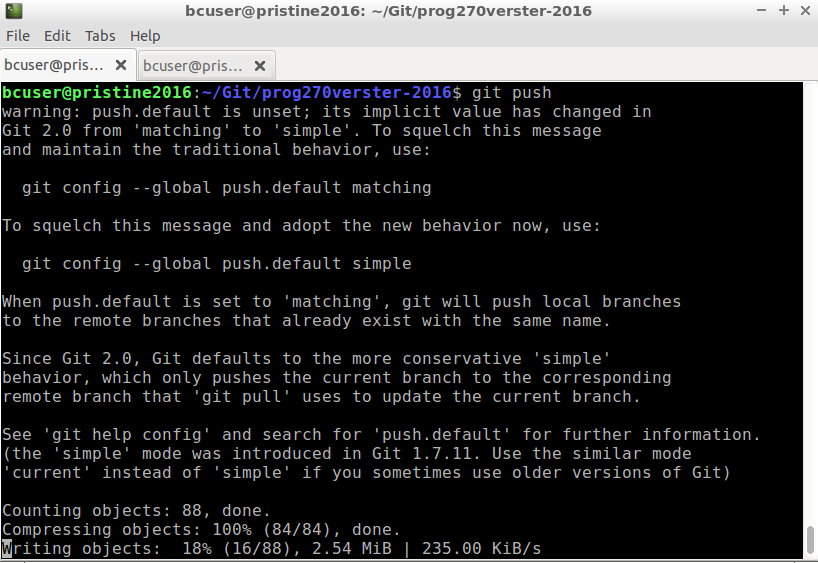 bcuser@pristine2016: ~/Git/prog270verster-2016
File Edit Tabs Help
bcuser@pris... bcuser@pris...
bcuser@pristine2016:~/Git/prog270verster-2016$ git push
warning: push.default is unset; its implicit value has changed in
Git 2.0 from 'matching' to 'simple'. To squelch this message
and maintain the traditional behavior, use:
git config --global push.default matching
To squelch this message and adopt the new behavior now, use:
git config --global push.default simple
When push.default is set to 'matching', git will push local branches
to the remote branches that already exist with the same name.
Since Git 2.0, Git defaults to the more conservative 'simple'
behavior, which only pushes the current branch to the corresponding
remote branch that 'git pull' uses to update the current branch.
See 'git help config' and search for 'push.default' for further information.
(the 'simple' mode was introduced in Git 1.7.11. Use the similar mode
'current' instead of 'simple' if you sometimes use older versions of Git)
Counting objects: 88, done.
Compressing objects: 100% (84/84), done.
Writing objects:  18% (16/88), 2.54 MiB | 235.00 KiB/s